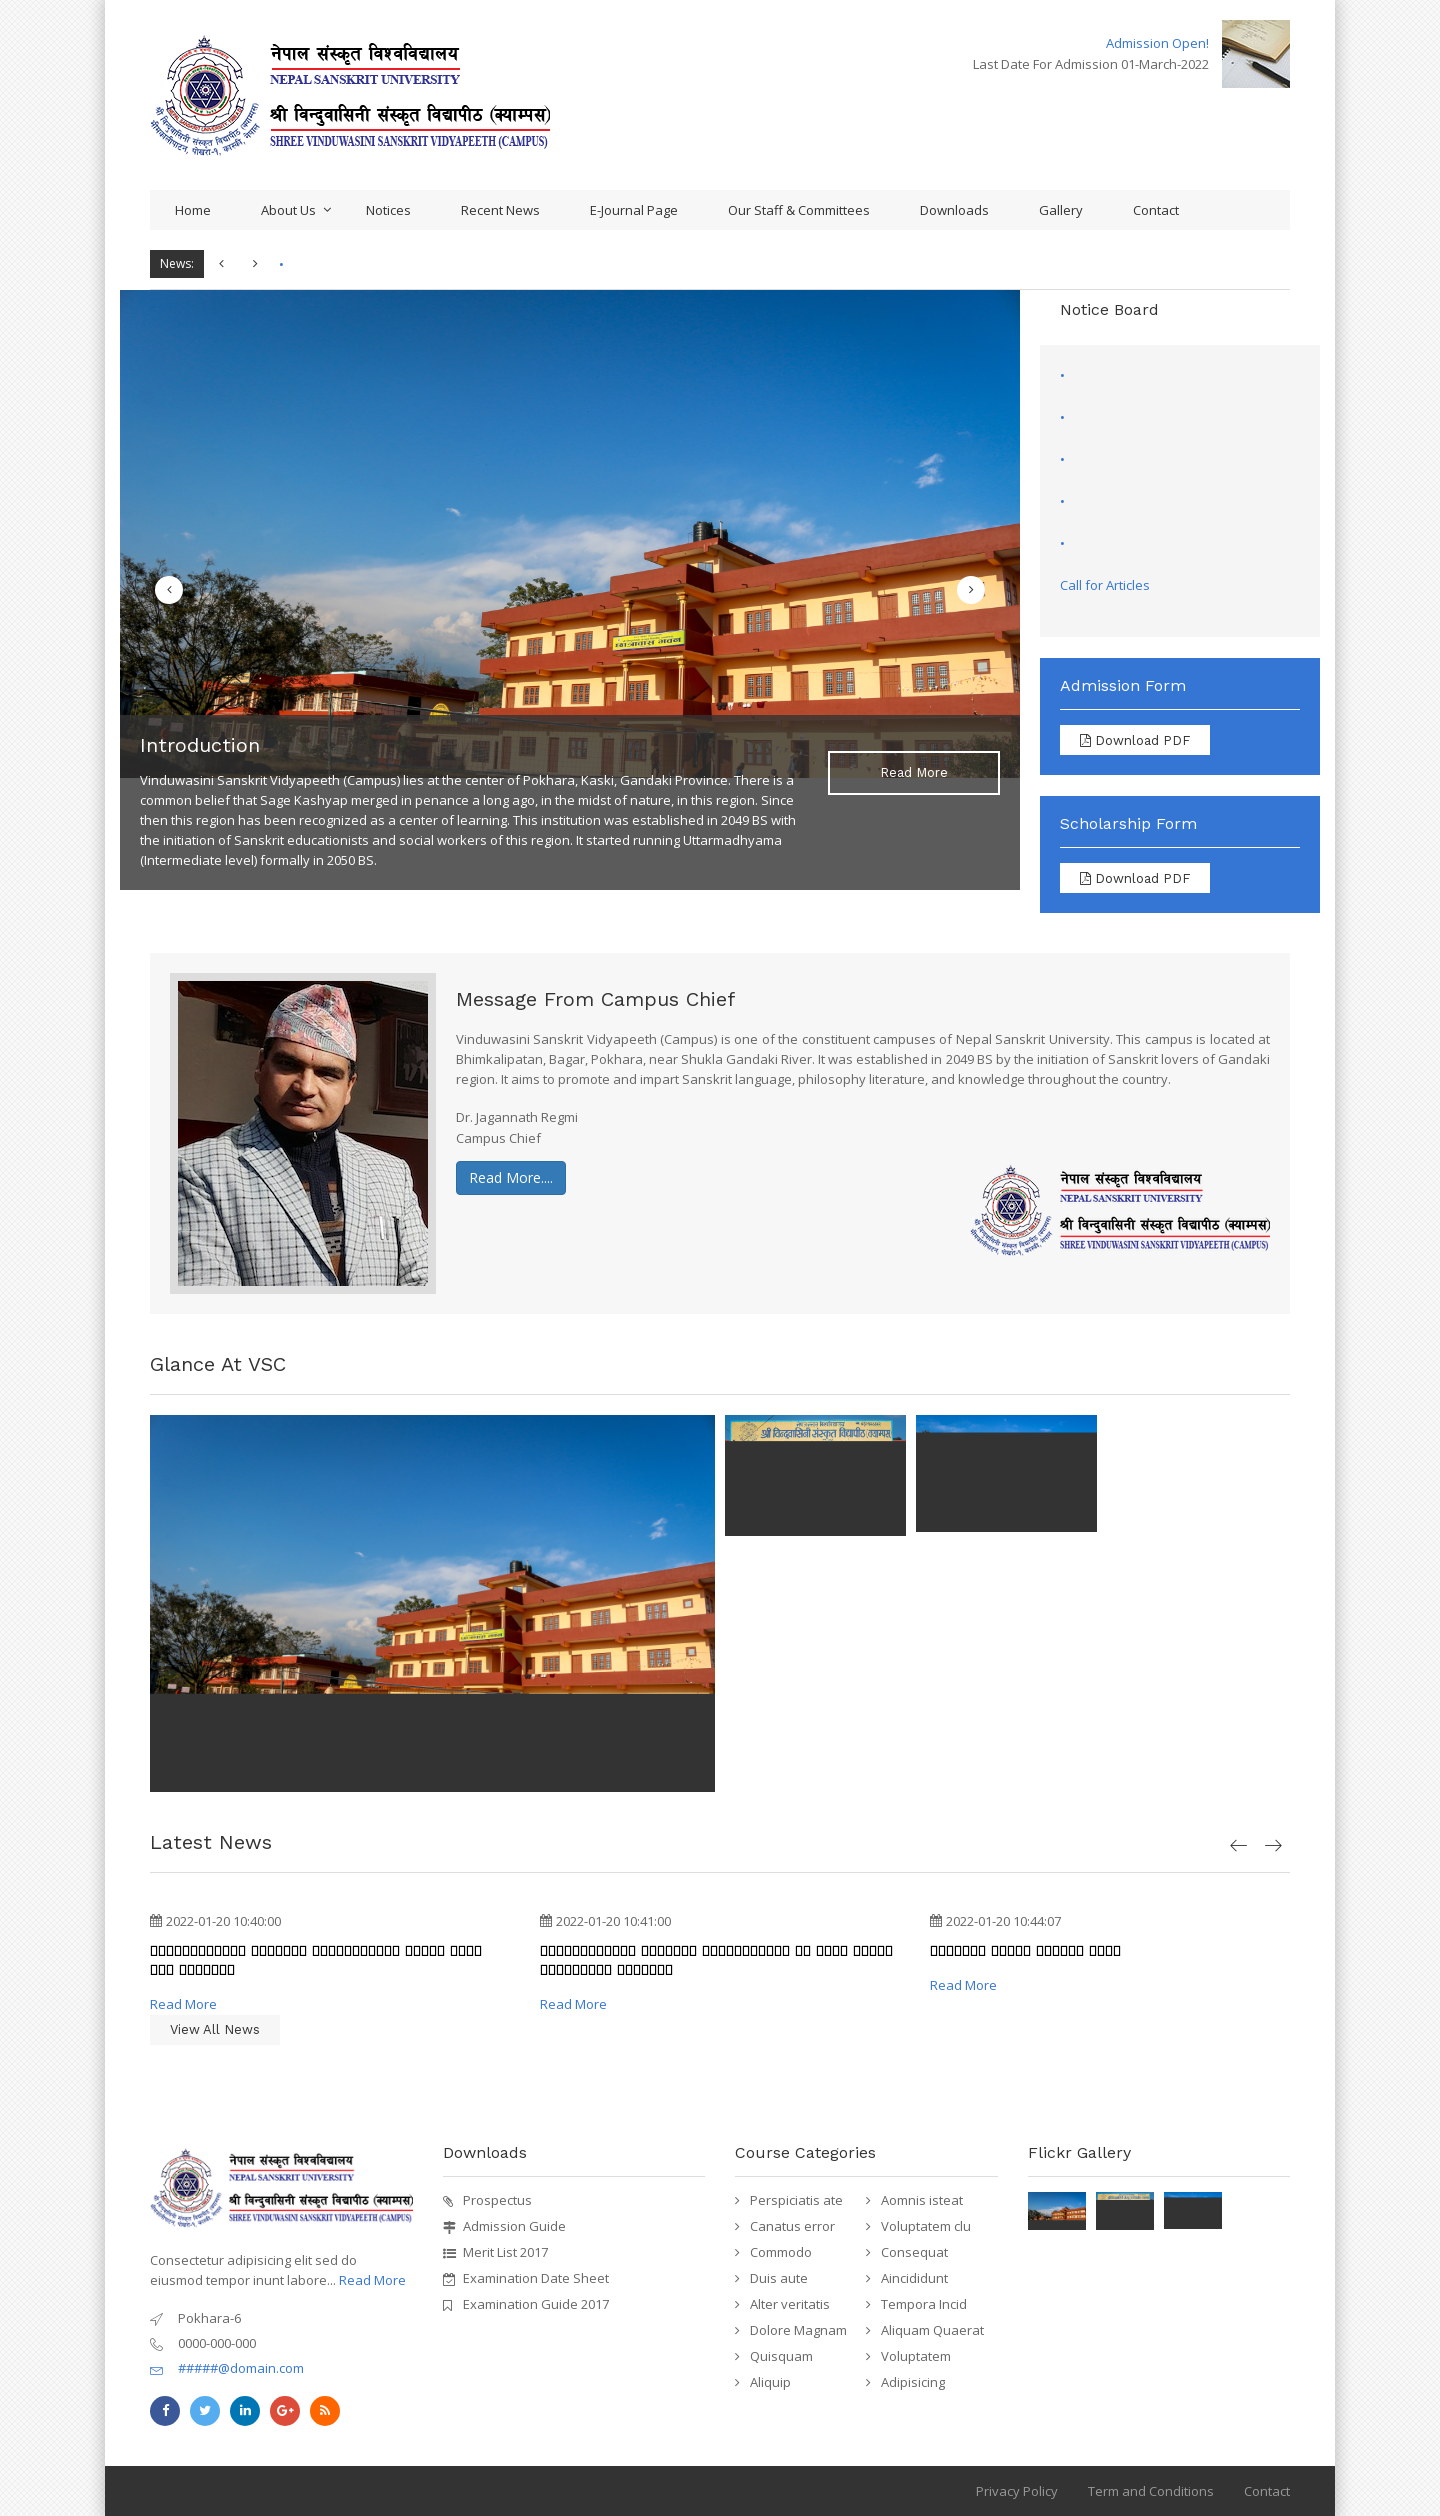 नेपाल संस्कृत विश्वविद्यालय
NEPAL SANSKRIT UNIVERSITY
श्री विन्दुवासिनी संस्कृत विद्यापीठ (क्याम्पस)
SHREE VINDUWASINI SANSKRIT VIDYAPEETH (CAMPUS)
Admission Open!
Last Date For Admission 01-March-2022
Home About Us Notices Recent News E-Journal Page Our Staff & Committees Downloads Gallery Contact
News:
Notice Board
Call for Articles
छात्रावास भवन
Introduction
Vinduwasini Sanskrit Vidyapeeth (Campus) lies at the center of Pokhara, Kaski, Gandaki Province. There is a
common belief that Sage Kashyap merged in penance a long ago, in the midst of nature, in this region. Since
then this region has been recognized as a center of learning. This institution was established in 2049 BS with
the initiation of Sanskrit educationists and social workers of this region. It started running Uttarmadhyama
(Intermediate level) formally in 2050 BS.
Read More
Admission Form
Download PDF
Scholarship Form
Download PDF
Message From Campus Chief
Vinduwasini Sanskrit Vidyapeeth (Campus) is one of the constituent campuses of Nepal Sanskrit University. This campus is located at
Bhimkalipatan, Bagar, Pokhara, near Shukla Gandaki River. It was established in 2049 BS by the initiation of Sanskrit lovers of Gandaki
region. It aims to promote and impart Sanskrit language, philosophy literature, and knowledge throughout the country.
Dr. Jagannath Regmi
Campus Chief
Read More....
नेपाल संस्कृत विश्वविद्यालय
NEPAL SANSKRIT UNIVERSITY
श्री विन्दुवासिनी संस्कृत विद्यापीठ (क्याम्पस)
SHREE VINDUWASINI SANSKRIT VIDYAPEETH (CAMPUS)
Glance At VSC
श्री विन्दुवासिनी संस्कृत विद्यापीठ (क्याम्पस)
Latest News
2022-01-20 10:40:00
Read More
2022-01-20 10:41:00
Read More
2022-01-20 10:44:07
Read More
View All News
नेपाल संस्कृत विश्वविद्यालय
NEPAL SANSKRIT UNIVERSITY
श्री विन्दुवासिनी संस्कृत विद्यापीठ (क्याम्पस)
SHREE VINDUWASINI SANSKRIT VIDYAPEETH (CAMPUS)
Consectetur adipisicing elit sed do
eiusmod tempor inunt labore... Read More
Pokhara-6
0000-000-000
#####@domain.com
Downloads
Prospectus
Admission Guide
Merit List 2017
Examination Date Sheet
Examination Guide 2017
Course Categories
Perspiciatis ate
Canatus error
Commodo
Duis aute
Alter veritatis
Dolore Magnam
Quisquam
Aliquip
Aomnis isteat
Voluptatem clu
Consequat
Aincididunt
Tempora Incid
Aliquam Quaerat
Voluptatem
Adipisicing
Flickr Gallery
Privacy Policy Term and Conditions Contact